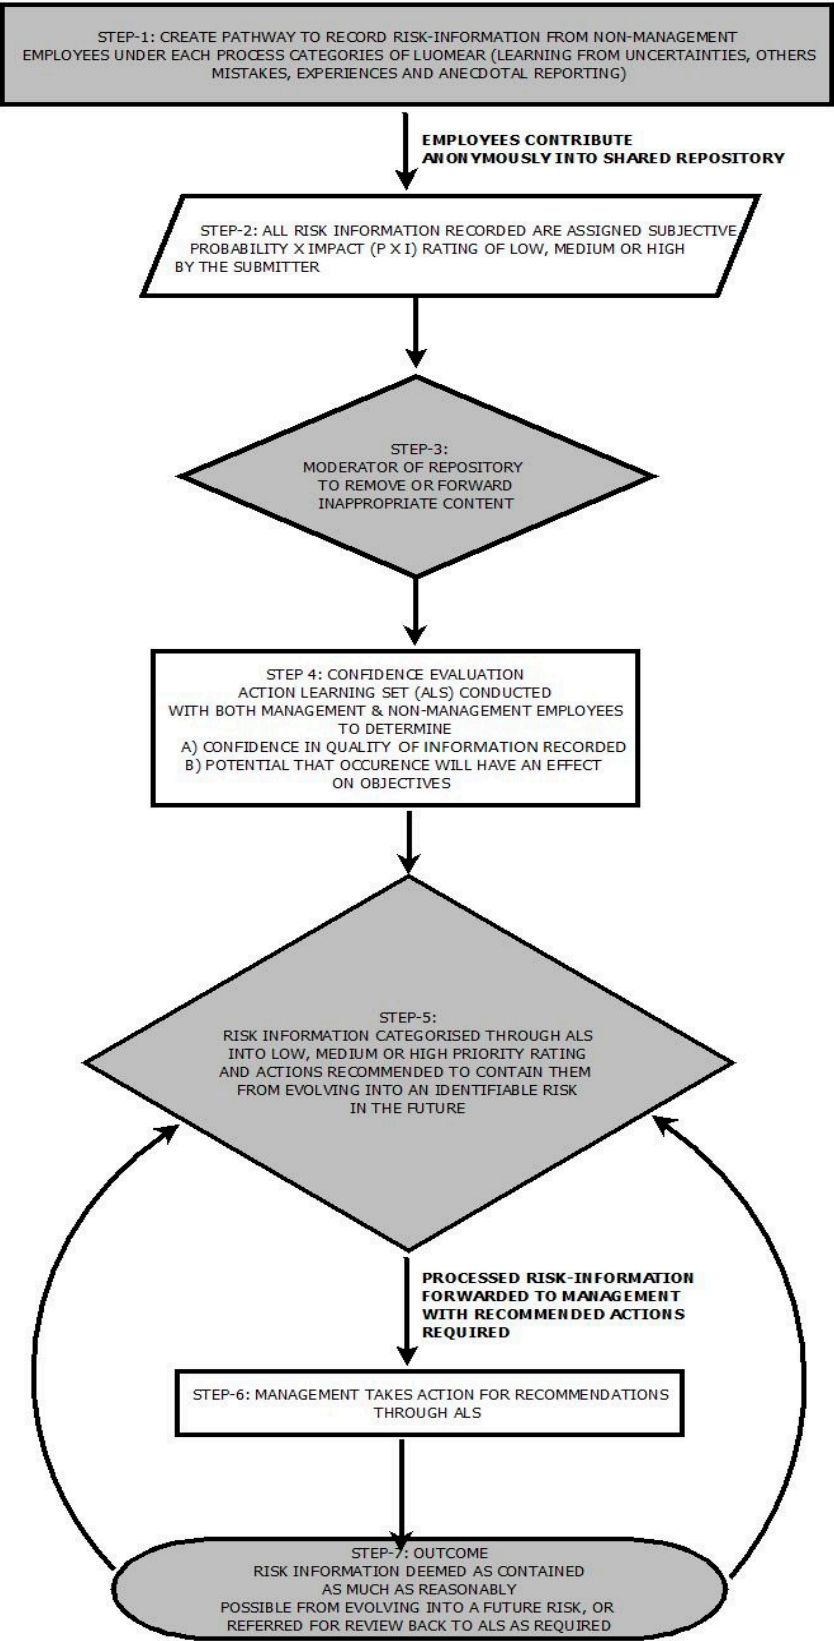 STEP-1: CREATE PATHWAY TO RECORD RISK-INFORMATION FROM NON-MANAGEMENT
EMPLOYEES UNDER EACH PROCESS CATEGORIES OF LUOMEAR (LEARNING FROM UNCERTAINTIES, OTHERS
MISTAKES, EXPERIENCES AND ANECDOTAL REPORTING)
EMPLOYEES CONTRIBUTE
ANONYMOUSLY INTO SHARED REPOSITORY
STEP-2: ALL RISK INFORMATION RECORDED ARE ASSIGNED SUBJECTIVE
PROBABILITY X IMPACT (P X I) RATING OF LOW, MEDIUM OR HIGH
BY THE SUBMITTER
STEP-3:
MODERATOR OF REPOSITORY
TO REMOVE OR FORWARD
INAPPROPRIATE CONTENT
STEP 4: CONFIDENCE EVALUATION
ACTION LEARNING SET (ALS) CONDUCTED
WITH BOTH MANAGEMENT & NON-MANAGEMENT EMPLOYEES
TO DETERMINE
A) CONFIDENCE IN QUALITY OF INFORMATION RECORDED
B) POTENTIAL THAT OCCURENCE WILL HAVE AN EFFECT
ON OBJECTIVES
STEP-5:
RISK INFORMATION CATEGORISED THROUGH ALS
INTO LOW, MEDIUM OR HIGH PRIORITY RATING
AND ACTIONS RECOMMENDED TO CONTAIN THEM
FROM EVOLVING INTO AN IDENTIFIABLE RISK
IN THE FUTURE
PROCESSED RISK-INFORMATION
FORWARDED TO MANAGEMENT
WITH RECOMMENDED ACTIONS
REQUIRED
STEP-6: MANAGEMENT TAKES ACTION FOR RECOMMENDATIONS
THROUGH ALS
STEP-7: OUTCOME
RISK INFORMATION DEEMED AS CONTAINED
AS MUCH AS REASONABLY
POSSIBLE FROM EVOLVING INTO A FUTURE RISK, OR
REFERRED FOR REVIEW BACK TO ALS AS REQUIRED